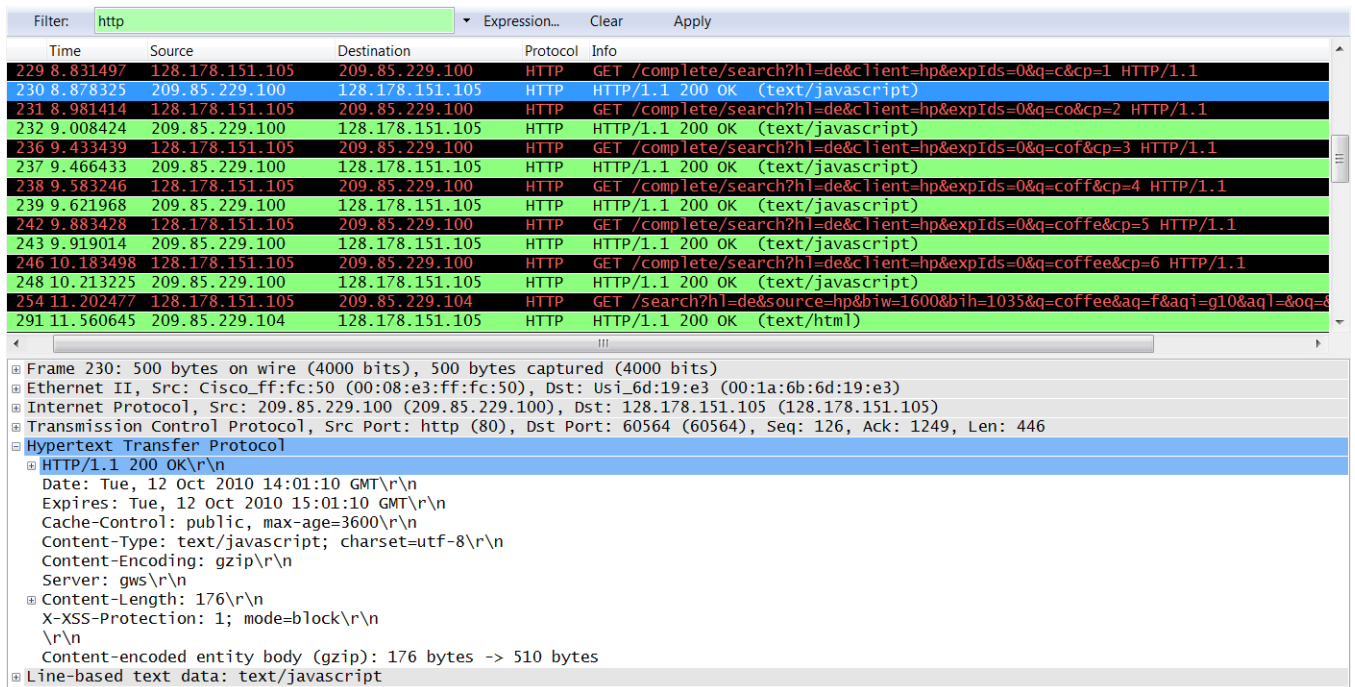 Filter: http Expression... Clear Apply
Time Source Destination Protocol Info
229 8.831497 128.178.151.105 209.85.229.100 HTTP GET /complete/search?hl=de&client=hp&expIds=0&q=c&cp=1 HTTP/1.1
230 8.878325 209.85.229.100 128.178.151.105 HTTP HTTP/1.1 200 OK (text/javascript)
231 8.981414 128.178.151.105 209.85.229.100 HTTP GET /complete/search?hl=de&client=hp&expIds=0&q=co&cp=2 HTTP/1.1
232 9.008424 209.85.229.100 128.178.151.105 HTTP HTTP/1.1 200 OK (text/javascript)
236 9.433439 128.178.151.105 209.85.229.100 HTTP GET /complete/search?hl=de&client=hp&expIds=0&q=cof&cp=3 HTTP/1.1
237 9.466433 209.85.229.100 128.178.151.105 HTTP HTTP/1.1 200 OK (text/javascript)
238 9.583246 128.178.151.105 209.85.229.100 HTTP GET /complete/search?hl=de&client=hp&expIds=0&q=coff&cp=4 HTTP/1.1
239 9.621968 209.85.229.100 128.178.151.105 HTTP HTTP/1.1 200 OK (text/javascript)
242 9.883428 128.178.151.105 209.85.229.100 HTTP GET /complete/search?hl=de&client=hp&expIds=0&q=coffe&cp=5 HTTP/1.1
243 9.919014 209.85.229.100 128.178.151.105 HTTP HTTP/1.1 200 OK (text/javascript)
246 10.183498 128.178.151.105 209.85.229.100 HTTP GET /complete/search?hl=de&client=hp&expIds=0&q=coffee&cp=6 HTTP/1.1
248 10.213225 209.85.229.100 128.178.151.105 HTTP HTTP/1.1 200 OK (text/javascript)
254 11.202477 128.178.151.105 209.85.229.104 HTTP GET /search?hl=de&source=hp&biw=1600&bih=1035&q=coffee&aq=f&aqi=g10&aql=&oq=&
291 11.560645 209.85.229.104 128.178.151.105 HTTP HTTP/1.1 200 OK (text/html)
Frame 230: 500 bytes on wire (4000 bits), 500 bytes captured (4000 bits)
Ethernet II, Src: Cisco_ff:fc:50 (00:08:e3:ff:fc:50), Dst: Usi_6d:19:e3 (00:1a:6b:6d:19:e3)
Internet Protocol, Src: 209.85.229.100 (209.85.229.100), Dst: 128.178.151.105 (128.178.151.105)
Transmission Control Protocol, Src Port: http (80), Dst Port: 60564 (60564), Seq: 126, Ack: 1249, Len: 446
Hypertext Transfer Protocol
HTTP/1.1 200 OK\r\n
Date: Tue, 12 Oct 2010 14:01:10 GMT\r\n
Expires: Tue, 12 Oct 2010 15:01:10 GMT\r\n
Cache-Control: public, max-age=3600\r\n
Content-Type: text/javascript; charset=utf-8\r\n
Content-Encoding: gzip\r\n
Server: gws\r\n
Content-Length: 176\r\n
X-XSS-Protection: 1; mode=block\r\n
\r\n
Content-encoded entity body (gzip): 176 bytes -> 510 bytes
Line-based text data: text/javascript